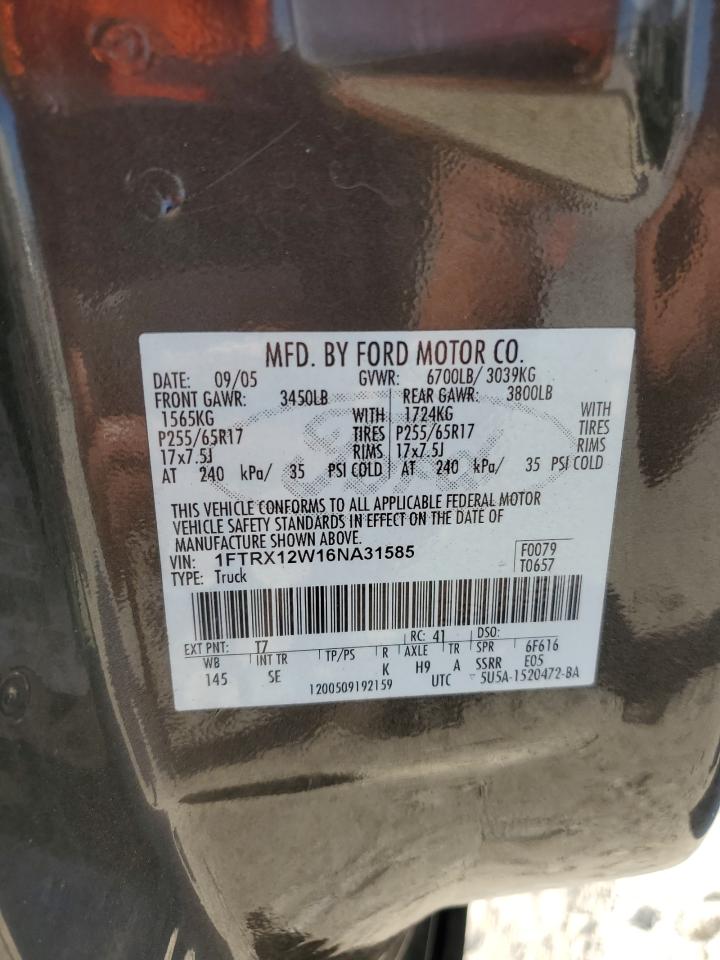 MFD. BY FORD MOTOR CO.
DATE: 09/05 GVWR: 6700LB/ 3039KG
FRONT GAWR: 3450LB REAR GAWR: 3800LB
1565KG WITH 1724KG WITH
P255/65R17 TIRES P255/65R17 TIRES
17x7.5J RIMS 17x7.5J RIMS
AT 240 kPa/ 35 PSI COLD AT 240 kPa/ 35 PSI COLD
THIS VEHICLE CONFORMS TO ALL APPLICABLE FEDERAL MOTOR
VEHICLE SAFETY STANDARDS IN EFFECT ON THE DATE OF
MANUFACTURE SHOWN ABOVE.
VIN: 1FTRX12W16NA31585 F0079
TYPE: Truck T0657
EXT PNT: T7 RC: 41 DSO:
WB INT TR TP/PS R AXLE TR SPR 6F616
145 SE K H9 A SSRR E05
1200509192159 UTC 5U5A-1520472-BA
Ford